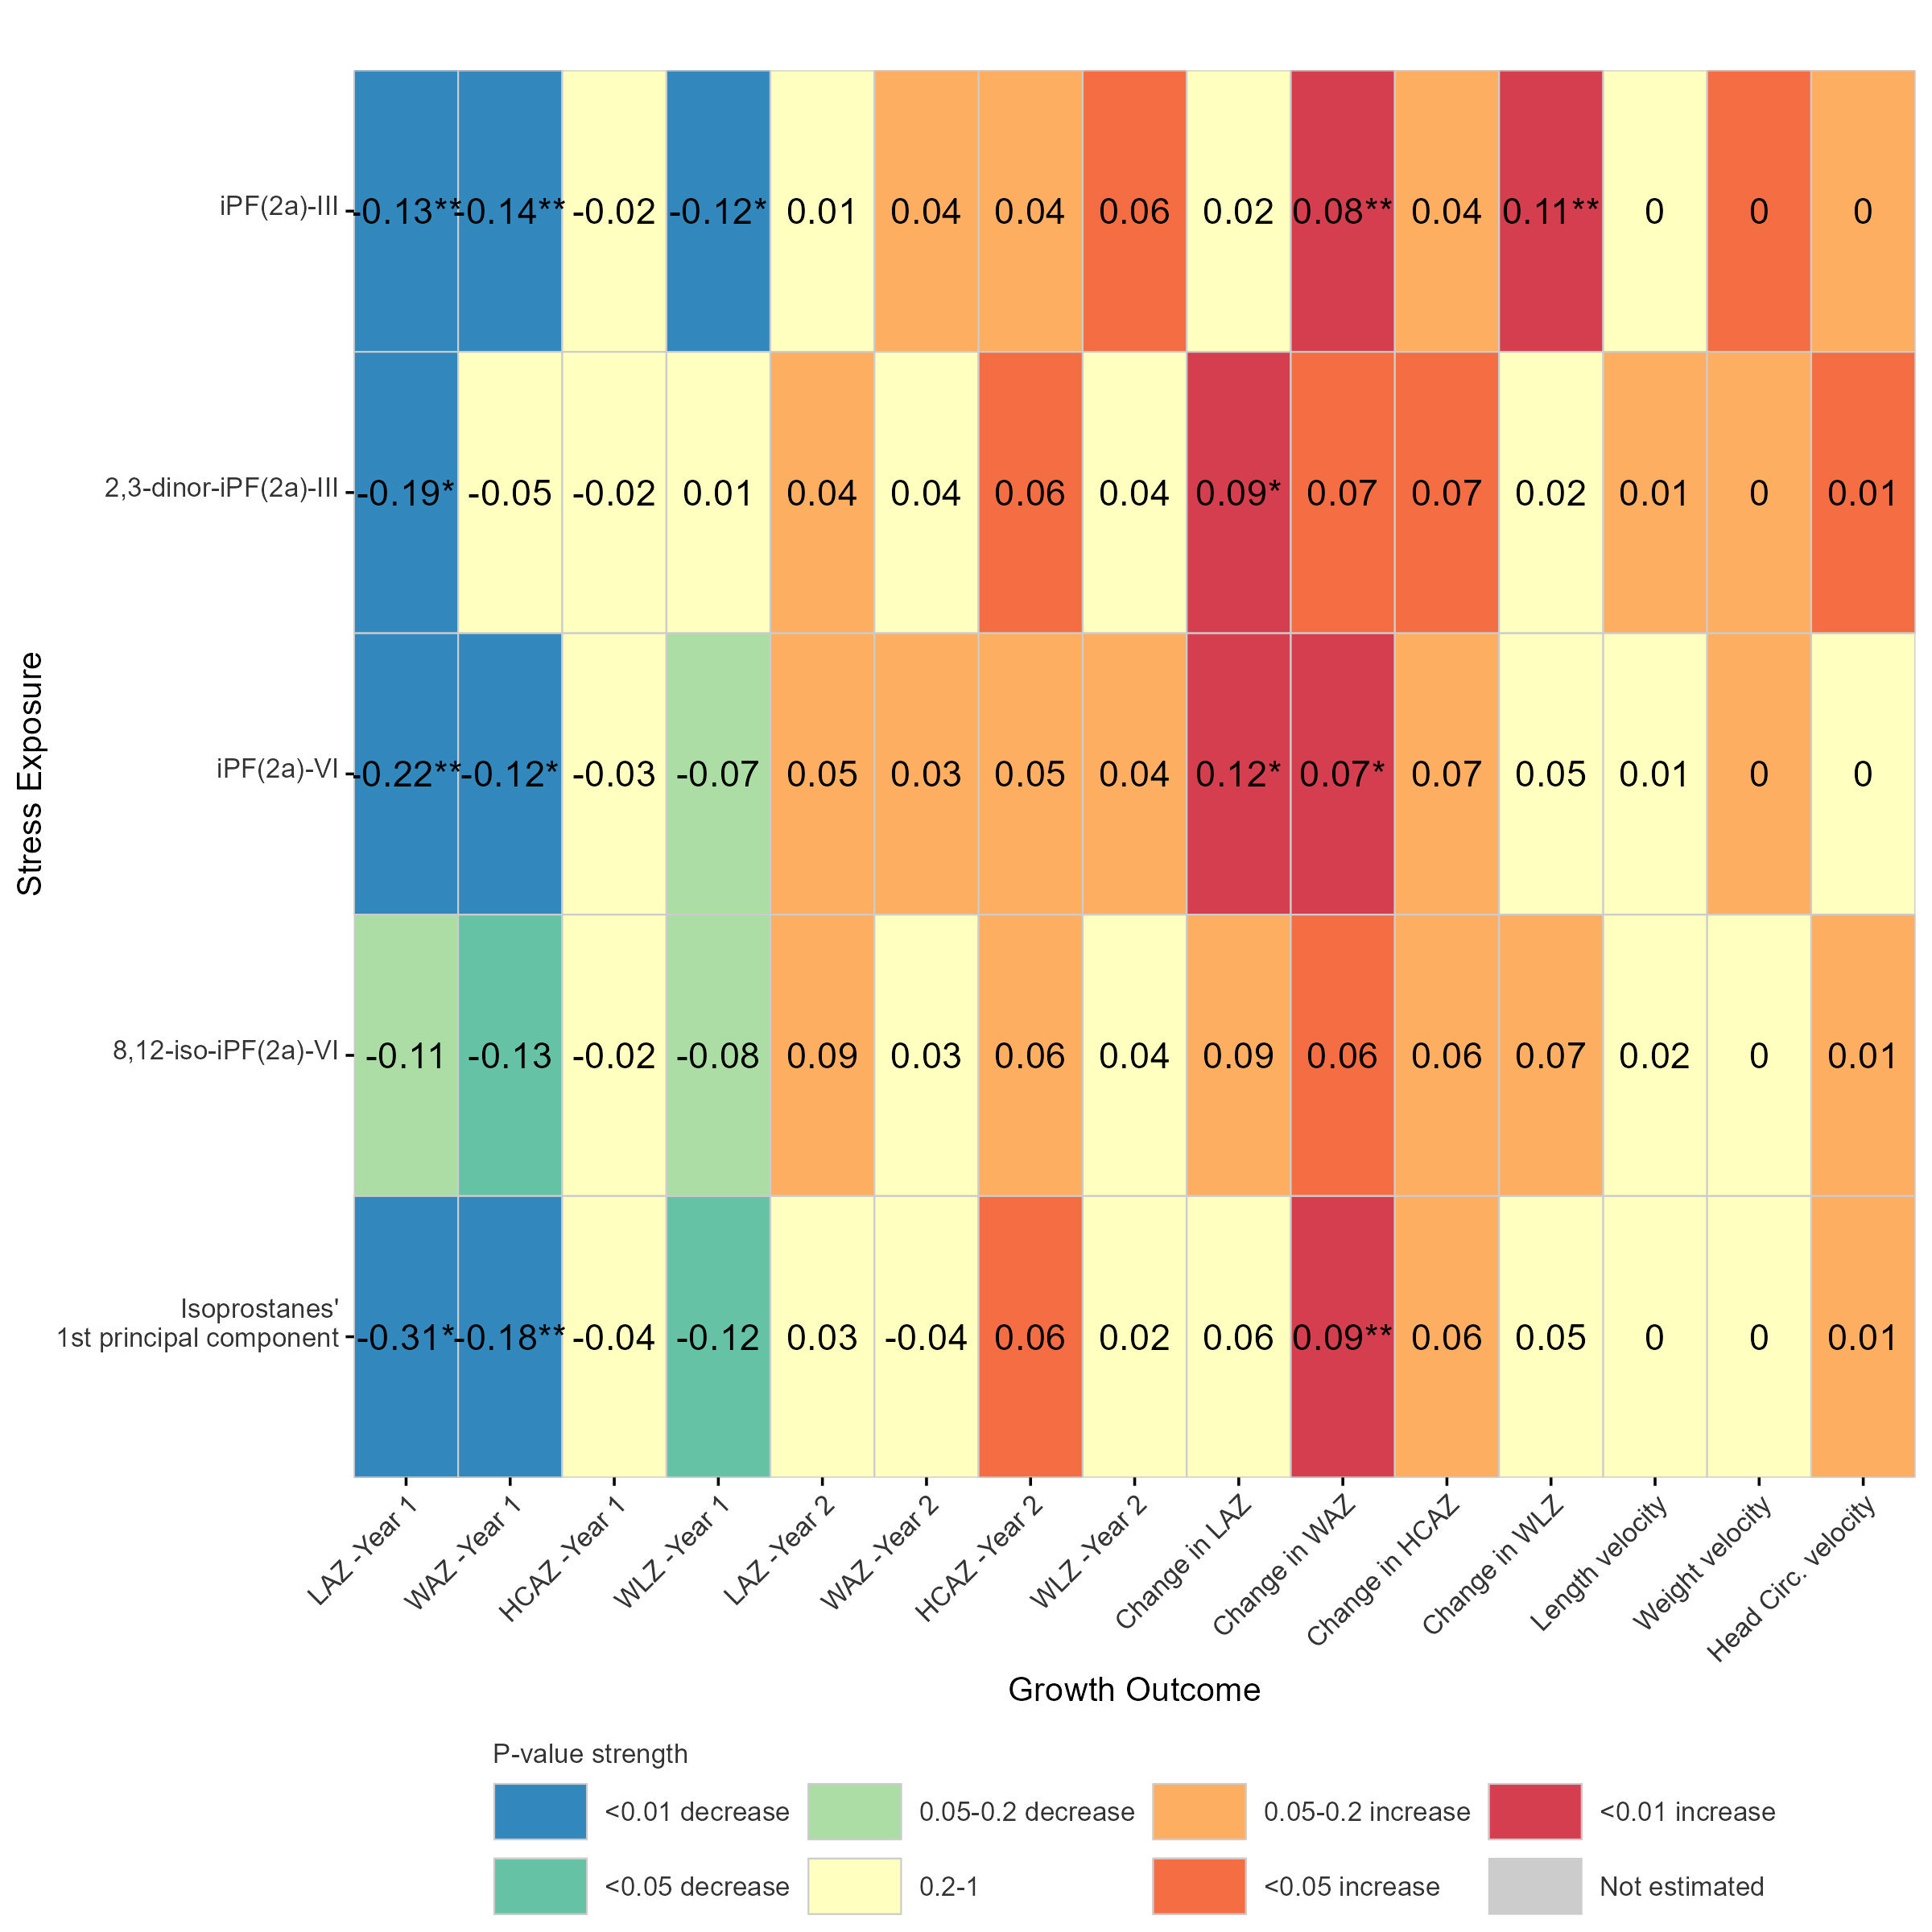 iPF(2a)-III -0.13** -0.14** -0.02 -0.12* 0.01 0.04 0.04 0.06 0.02 0.08** 0.04 0.11** 0 0 0
2,3-dinor-iPF(2a)-III -0.19* -0.05 -0.02 0.01 0.04 0.04 0.06 0.04 0.09* 0.07 0.07 0.02 0.01 0 0.01
Stress Exposure
iPF(2a)-VI -0.22** -0.12* -0.03 -0.07 0.05 0.03 0.05 0.04 0.12* 0.07* 0.07 0.05 0.01 0 0
8,12-iso-iPF(2a)-VI -0.11 -0.13 -0.02 -0.08 0.09 0.03 0.06 0.04 0.09 0.06 0.06 0.07 0.02 0 0.01
Isoprostanes'
1st principal component -0.31* -0.18** -0.04 -0.12 0.03 -0.04 0.06 0.02 0.06 0.09** 0.06 0.05 0 0 0.01
LAZ -Year 1
WAZ -Year 1
HCAZ -Year 1
WLZ -Year 1
LAZ -Year 2
WAZ -Year 2
HCAZ -Year 2
WLZ -Year 2
Change in LAZ
Change in WAZ
Change in HCAZ
Change in WLZ
Length velocity
Weight velocity
Head Circ. velocity
Growth Outcome
P-value strength
<0.01 decrease 0.05-0.2 decrease 0.05-0.2 increase <0.01 increase
<0.05 decrease 0.2-1 <0.05 increase Not estimated